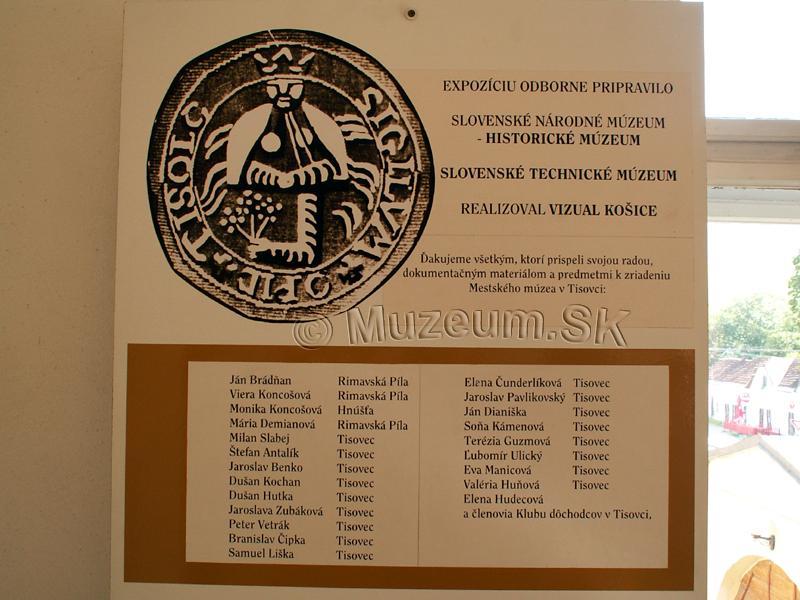 SIGILVM OPIL TISOLC
EXPOZÍCIU ODBORNE PRIPRAVILO
SLOVENSKÉ NÁRODNÉ MÚZEUM
- HISTORICKÉ MÚZEUM
SLOVENSKÉ TECHNICKÉ MÚZEUM
REALIZOVAL VIZUAL KOŠICE
Ďakujeme všetkým, ktorí prispeli svojou radou,
dokumentačným materiálom a predmetmi k zriadeniu
Mestského múzea v Tisovci:
© Muzeum.SK
Ján Brádňan Rimavská Píla
Viera Koncošová Rimavská Píla
Monika Koncošová Hnúšťa
Mária Demianová Rimavská Píla
Milan Slabej Tisovec
Štefan Antalík Tisovec
Jaroslav Benko Tisovec
Dušan Kochan Tisovec
Dušan Hutka Tisovec
Jaroslava Zubáková Tisovec
Peter Vetrák Tisovec
Branislav Čipka Tisovec
Samuel Liška Tisovec
Elena Čunderlíková Tisovec
Jaroslav Pavlikovský Tisovec
Ján Dianiška Tisovec
Soňa Kámenová Tisovec
Terézia Guzmová Tisovec
Ľubomír Ulický Tisovec
Eva Manicová Tisovec
Valéria Huňová Tisovec
Elena Hudecová
a členovia Klubu dôchodcov v Tisovci,